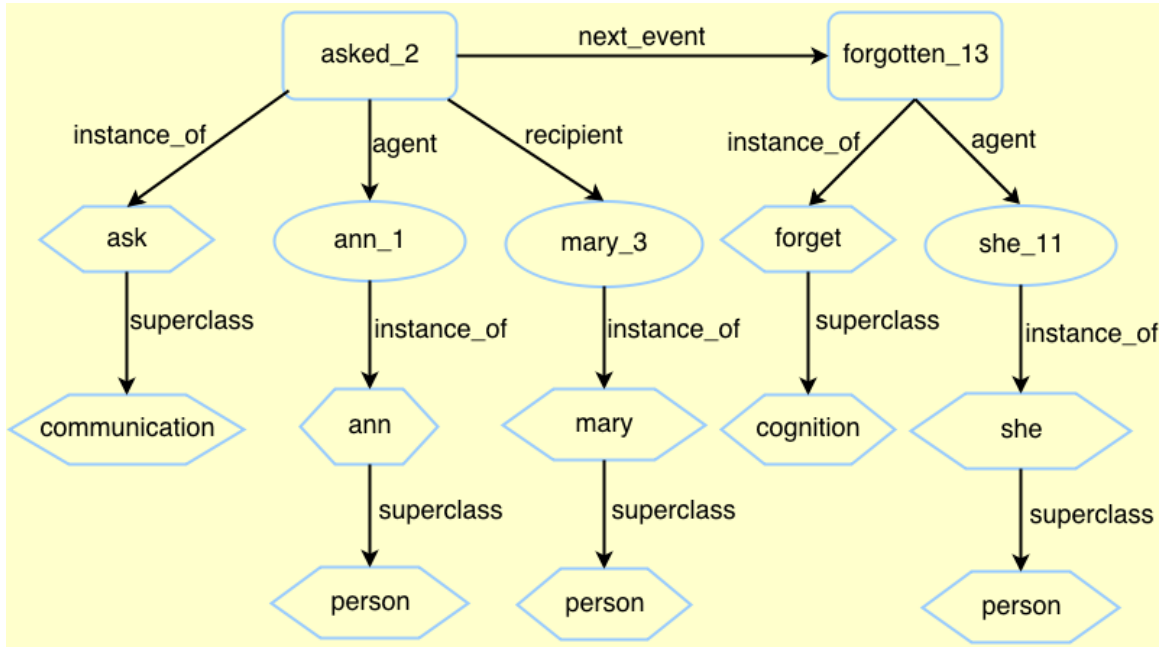 next_event
asked_2
forgotten_13
instance_of
agent
recipient
instance_of
agent
ask
ann_1
mary_3
forget
she_11
superclass
instance_of
instance_of
superclass
instance_of
communication
ann
mary
cognition
she
superclass
superclass
superclass
person
person
person